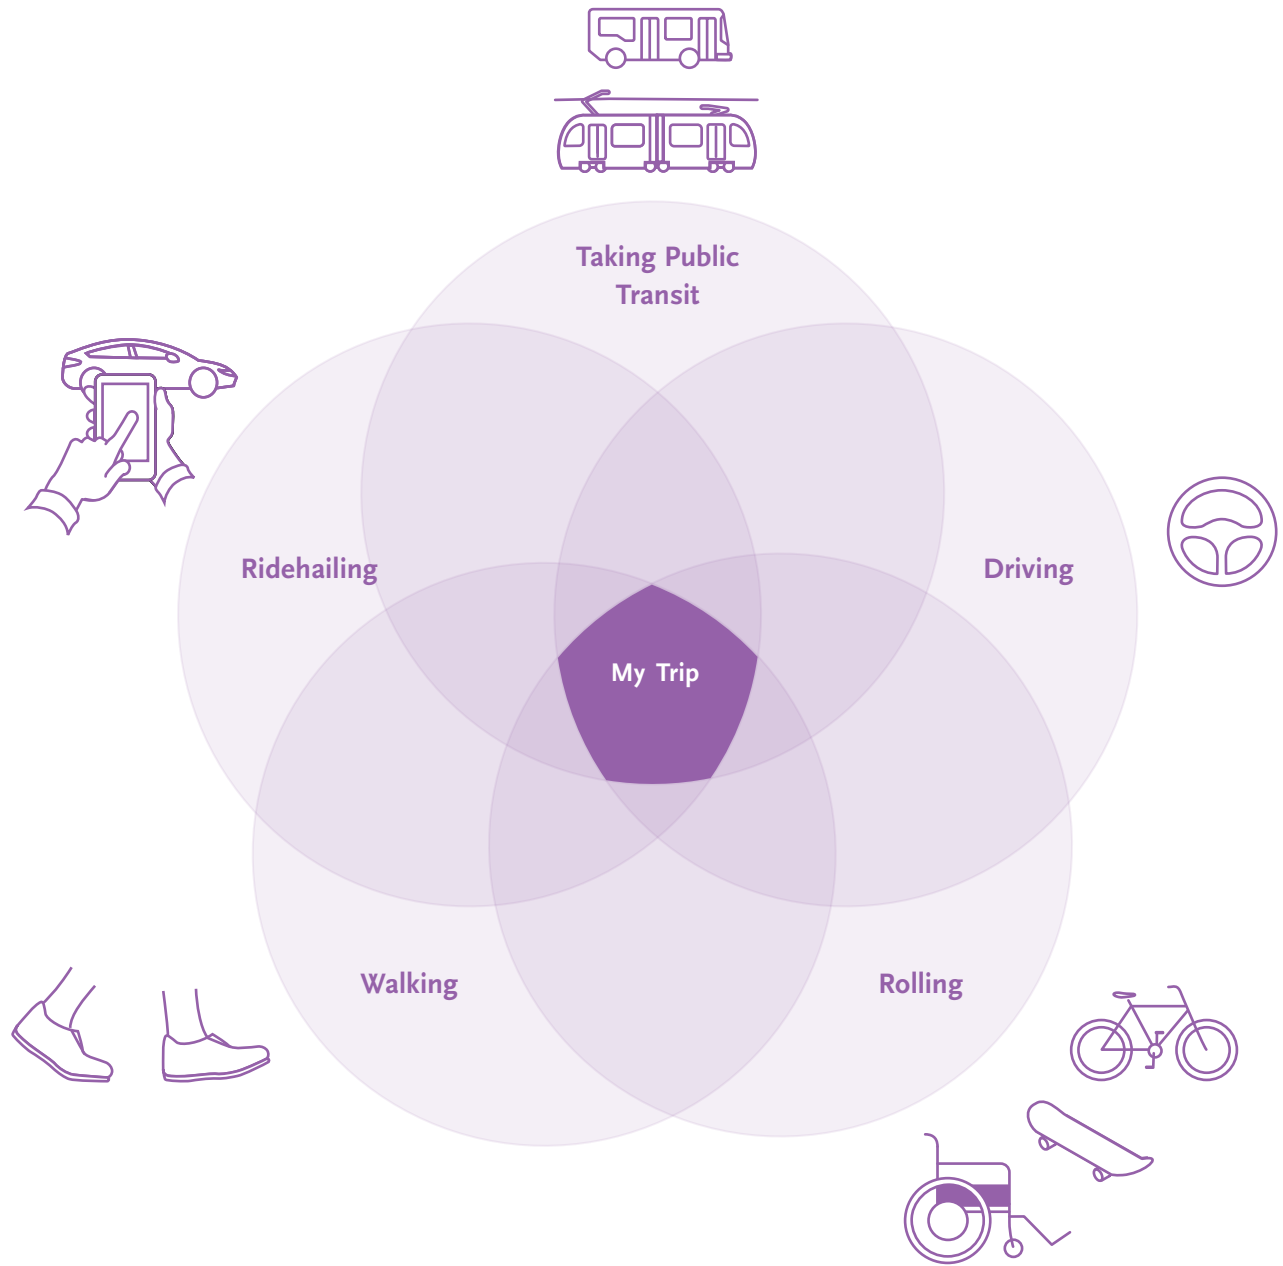 Taking Public
Transit
Ridehailing
Driving
My Trip
Walking
Rolling